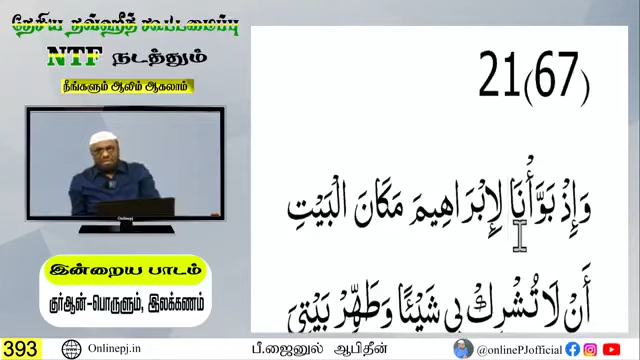 தேசிய தவ்ஹீத் கூட்டமைப்பு
NTF நடத்தும்
நீங்களும் ஆலிம் ஆகலாம்
Onlinepj
இன்றைய பாடம்
குர்ஆன்-பொருளும், இலக்கணம்
21(67)
وَإِذْ بَوَّأْنَا لِإِبْرَاهِيمَ مَكَانَ الْبَيْتِ
أَنْ لَا تُشْرِكْ بِي شَيْئًا وَطَهِّرْ بَيْتِيَ
393 Onlinepj.in பீ.ஜைனுல் ஆபிதீன் @onlinePJofficial